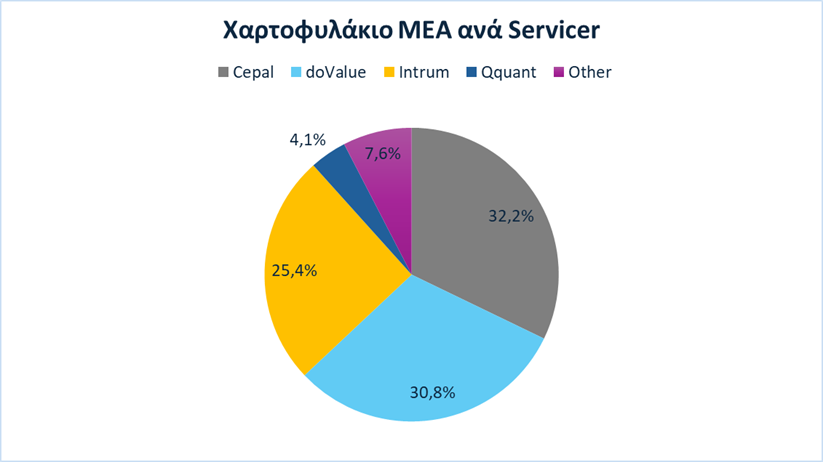 Χαρτοφυλάκιο ΜΕΑ ανά Servicer
Cepal doValue Intrum Qquant Other
4,1%
7,6%
32,2%
25,4%
30,8%